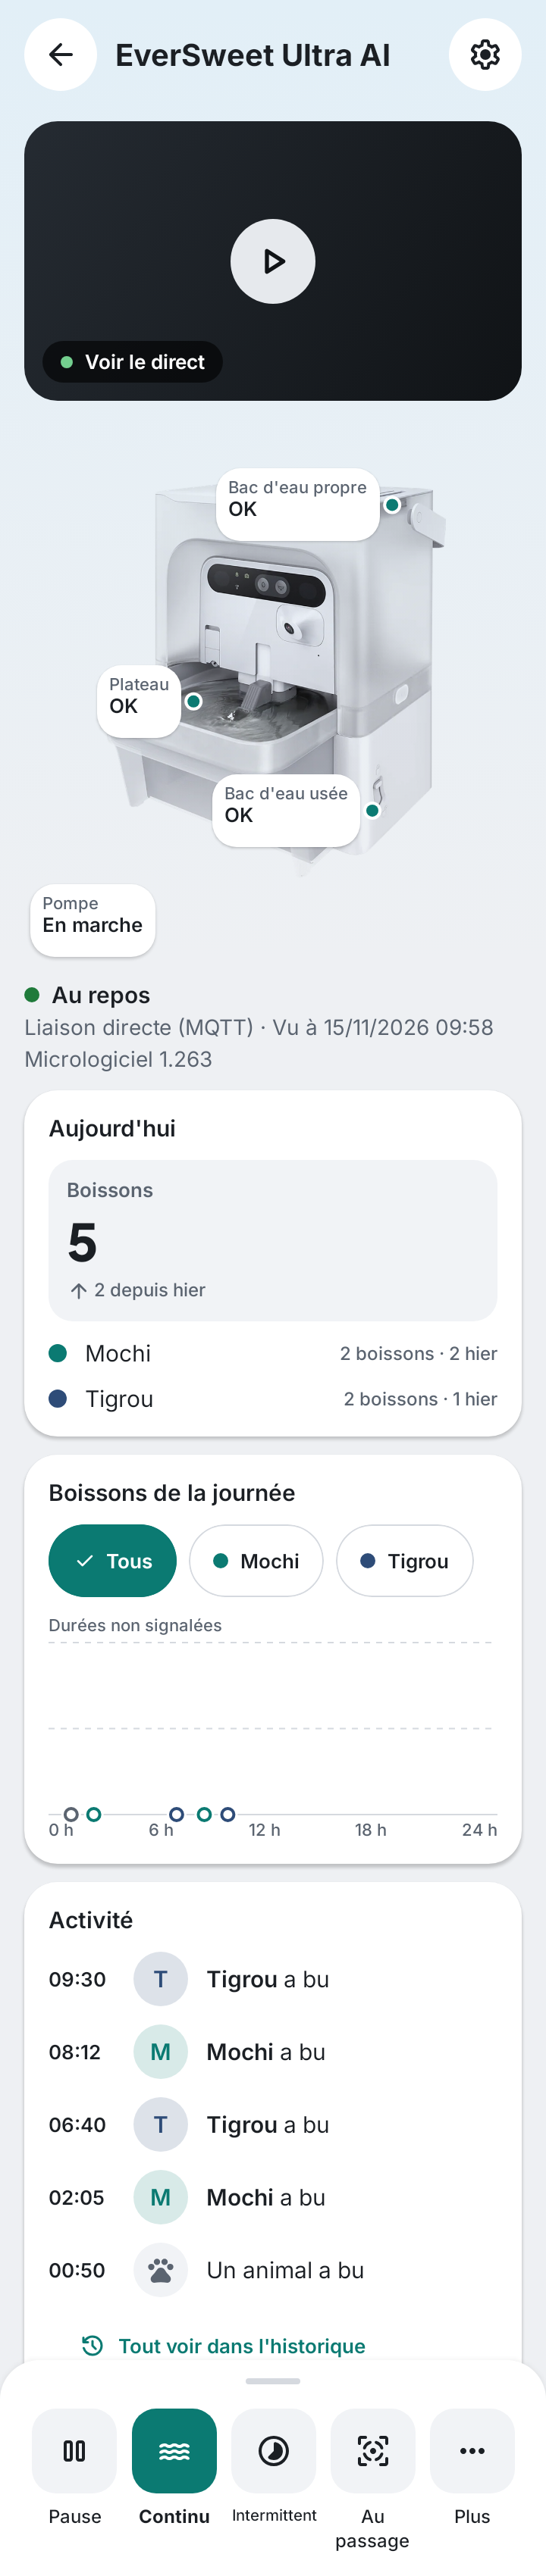 EverSweet Ultra AI
Voir le direct
Bac d'eau propre
OK
Plateau
OK
Bac d'eau usée
OK
Pompe
En marche
Au repos
Liaison directe (MQTT) · Vu à 15/11/2026 09:58
Micrologiciel 1.263
Aujourd'hui
Boissons
5
↑ 2 depuis hier
Mochi 2 boissons · 2 hier
Tigrou 2 boissons · 1 hier
Boissons de la journée
Tous Mochi Tigrou
Durées non signalées
0 h 6 h 12 h 18 h 24 h
Activité
09:30 T Tigrou a bu
08:12 M Mochi a bu
06:40 T Tigrou a bu
02:05 M Mochi a bu
00:50 Un animal a bu
Tout voir dans l'historique
Pause Continu Intermittent Au passage Plus